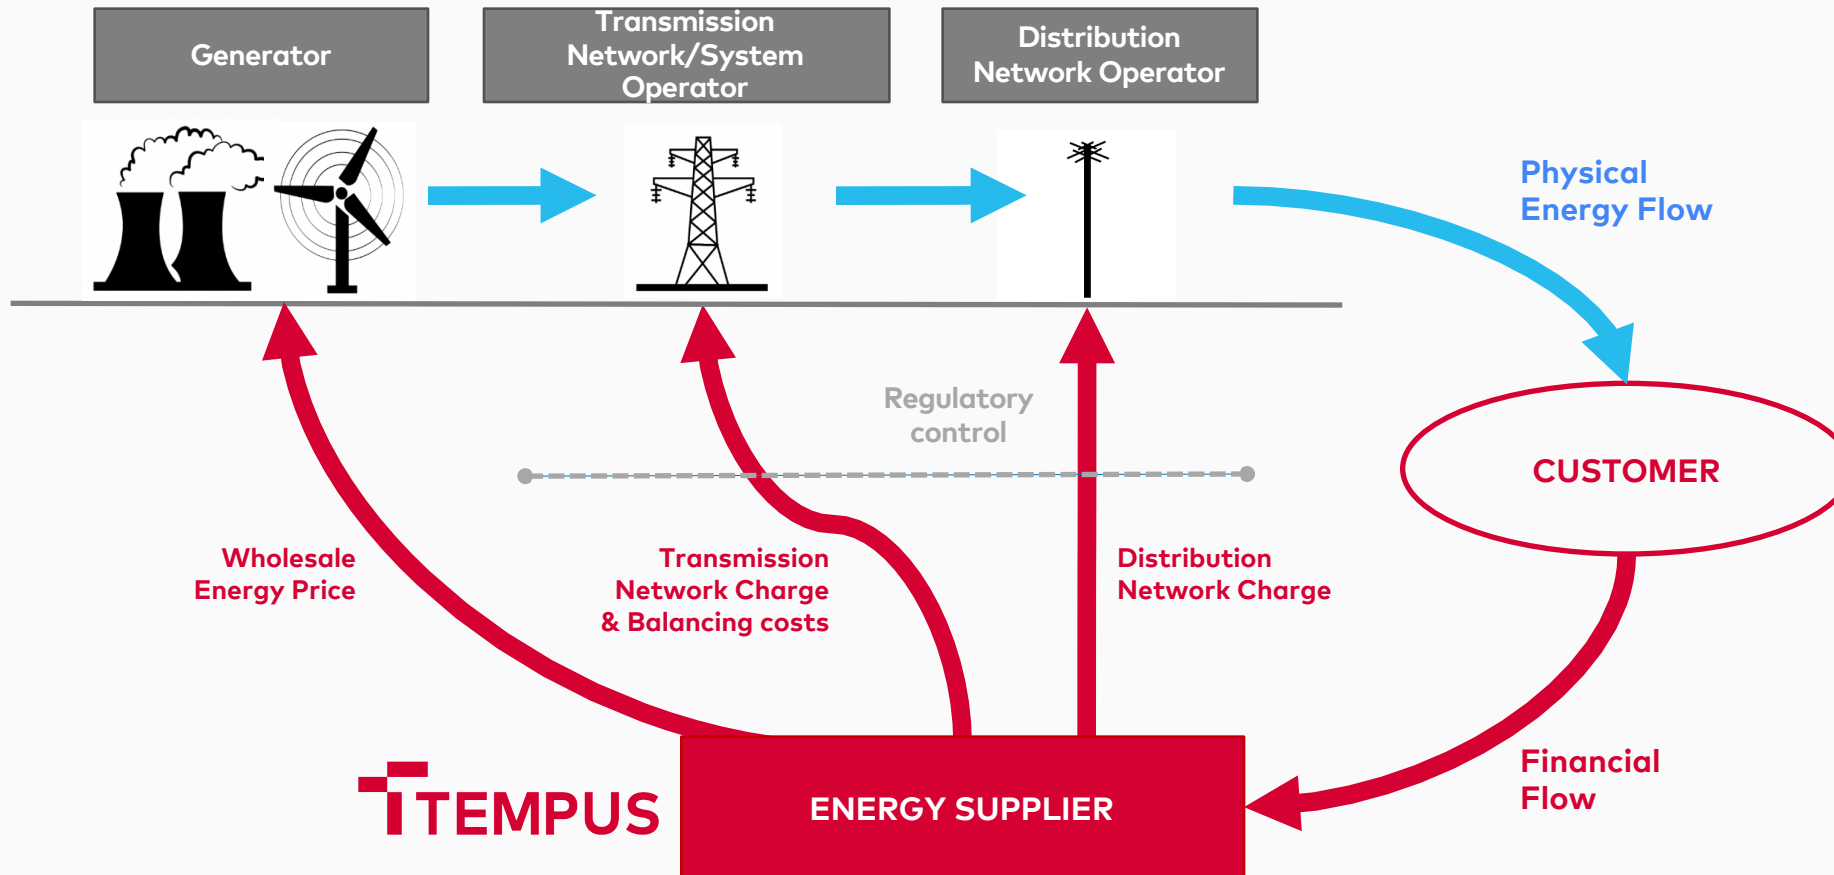 Generator
Transmission
Network/System
Operator
Distribution
Network Operator
Physical
Energy Flow
Regulatory
control
CUSTOMER
Wholesale
Energy Price
Transmission
Network Charge
& Balancing costs
Distribution
Network Charge
Financial
Flow
TEMPUS
ENERGY SUPPLIER